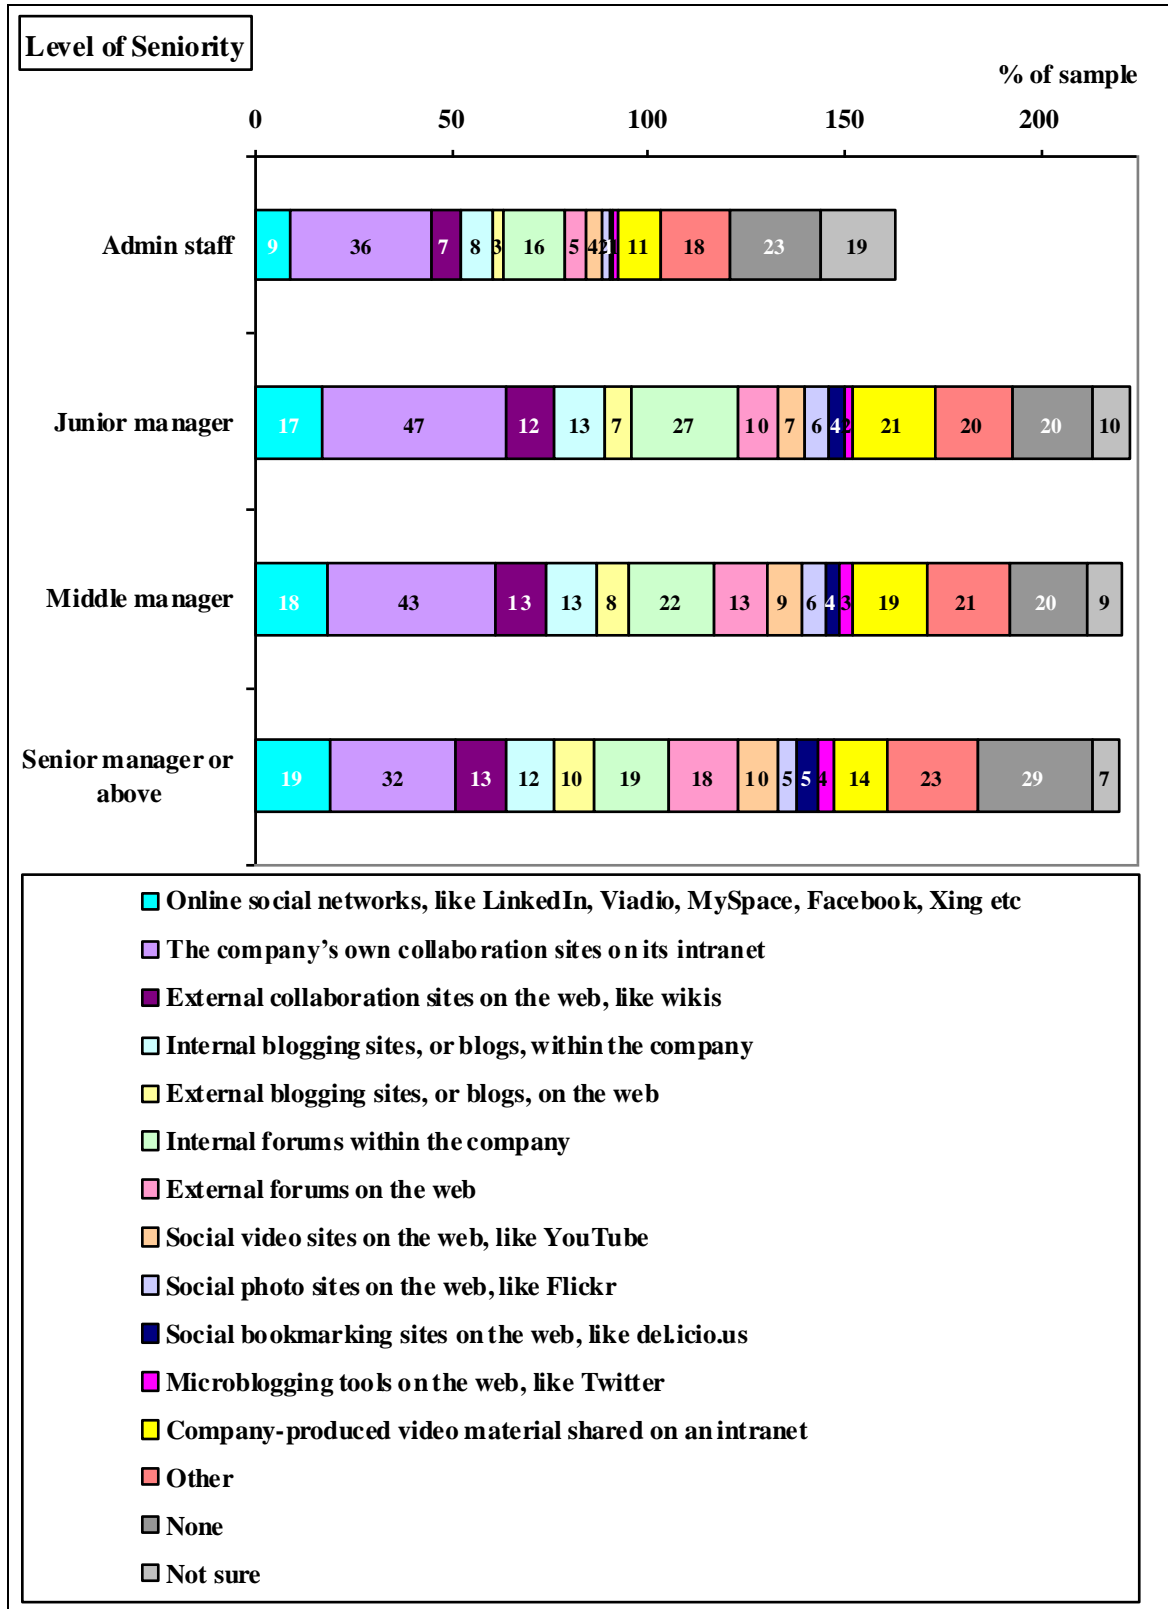 Level of Seniority
% of sample
0 50 100 150 200
Admin staff 9 36 7 8 3 16 5 4 2 1 11 18 23 19
Junior manager 17 47 12 13 7 27 10 7 6 4 2 21 20 20 10
Middle manager 18 43 13 13 8 22 13 9 6 4 3 19 21 20 9
Senior manager or
above
19 32 13 12 10 19 18 10 5 5 4 14 23 29 7
Online social networks, like LinkedIn, Viadio, MySpace, Facebook, Xing etc
The company’s own collaboration sites on its intranet
External collaboration sites on the web, like wikis
Internal blogging sites, or blogs, within the company
External blogging sites, or blogs, on the web
Internal forums within the company
External forums on the web
Social video sites on the web, like YouTube
Social photo sites on the web, like Flickr
Social bookmarking sites on the web, like del.icio.us
Microblogging tools on the web, like Twitter
Company-produced video material shared on an intranet
Other
None
Not sure